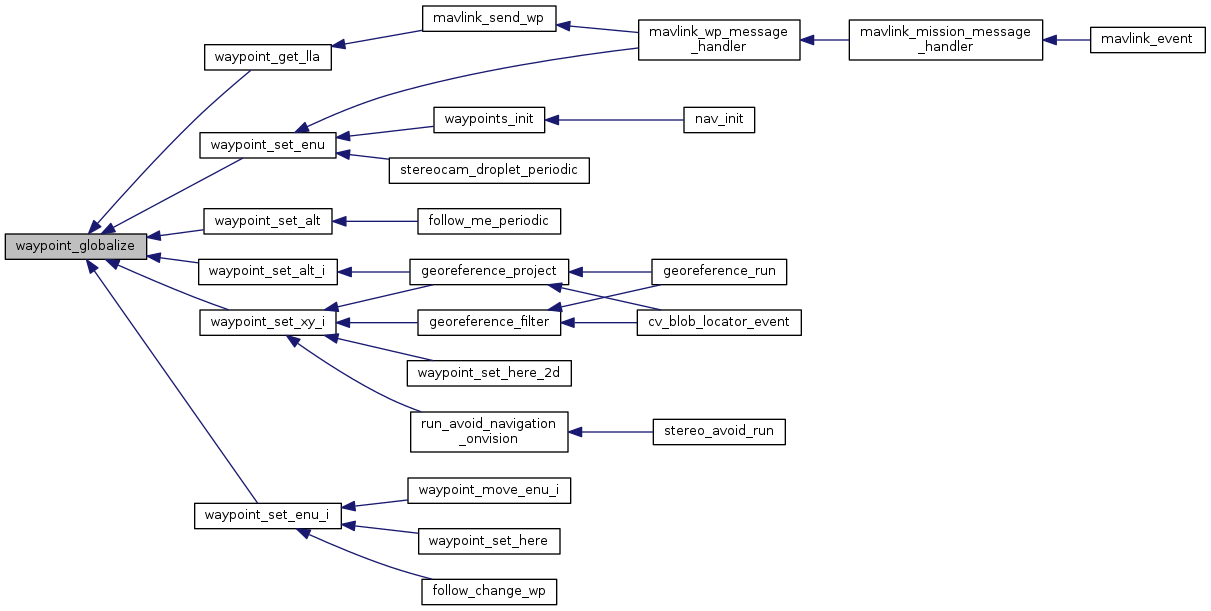 mavlink_send_wp
mavlink_wp_message
_handler
mavlink_mission_message
_handler
mavlink_event
waypoint_get_lla
waypoints_init
nav_init
waypoint_set_enu
stereocam_droplet_periodic
waypoint_set_alt
follow_me_periodic
waypoint_globalize
waypoint_set_alt_i
georeference_project
georeference_run
waypoint_set_xy_i
georeference_filter
cv_blob_locator_event
waypoint_set_here_2d
run_avoid_navigation
_onvision
stereo_avoid_run
waypoint_move_enu_i
waypoint_set_enu_i
waypoint_set_here
follow_change_wp